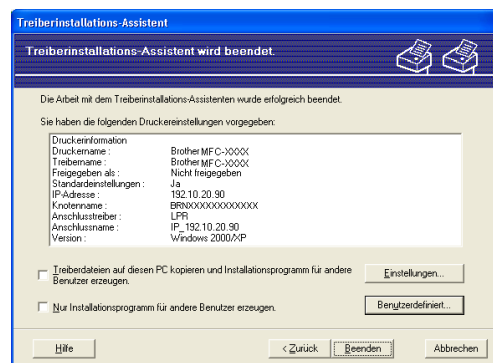 Treiberinstallations-Assistent
Treiberinstallations-Assistent wird beendet.
Die Arbeit mit dem Treiberinstallations-Assistenten wurde erfolgreich beendet.
Sie haben die folgenden Druckereinstellungen vorgegeben:
Druckerinformation
Druckername : Brother MFC-XXXX
Treibername : Brother MFC-XXXX
Freigegeben als : Nicht freigegeben
Standardeinstellungen : Ja
IP-Adresse : 192.10.20.90
Knotenname : BRNXXXXXXXXXXXX
Anschlusstreiber : LPR
Anschlussname : IP_192.10.20.90
Version : Windows 2000/XP
Treiberdateien auf diesen PC kopieren und Installationsprogramm für andere
Benutzer erzeugen.
Einstellungen...
Nur Installationsprogramm für andere Benutzer erzeugen.
Benutzerdefiniert...
Hilfe
< Zurück
Beenden
Abbrechen